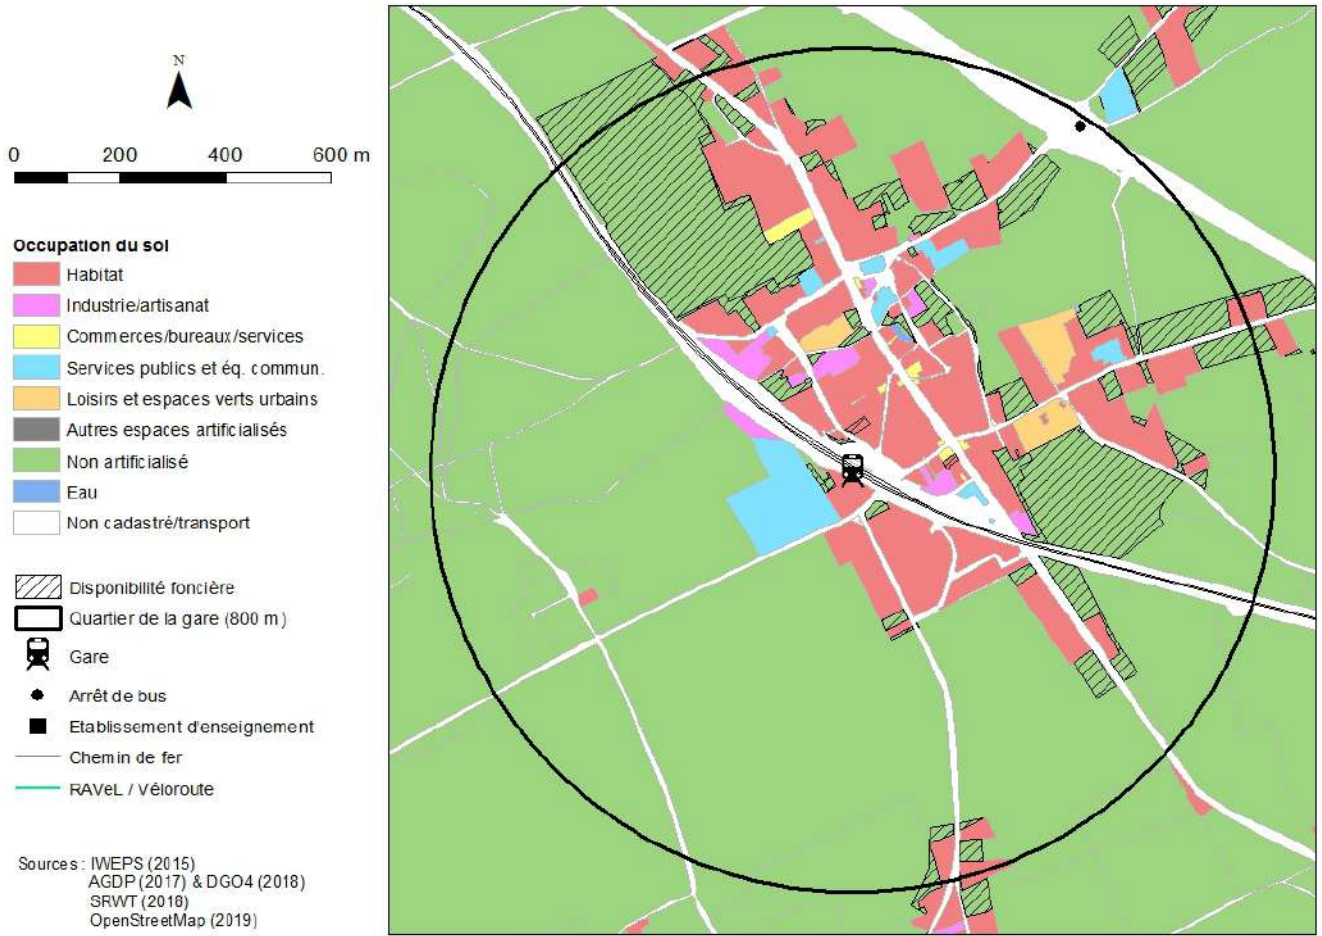 N
0 200 400 600 m
Occupation du sol
Habitat
Industrie/artisanat
Commerces/bureaux/services
Services publics et éq. commun.
Loisirs et espaces verts urbains
Autres espaces artificialisés
Non artificialisé
Eau
Non cadastré/transport
Disponibilité foncière
Quartier de la gare (800 m)
Gare
Arrêt de bus
Etablissement d'enseignement
Chemin de fer
RAVeL / Véloroute
Sources : IWEPS (2015)
AGDP (2017) & DGO4 (2018)
SRWT (2018)
OpenStreetMap (2019)